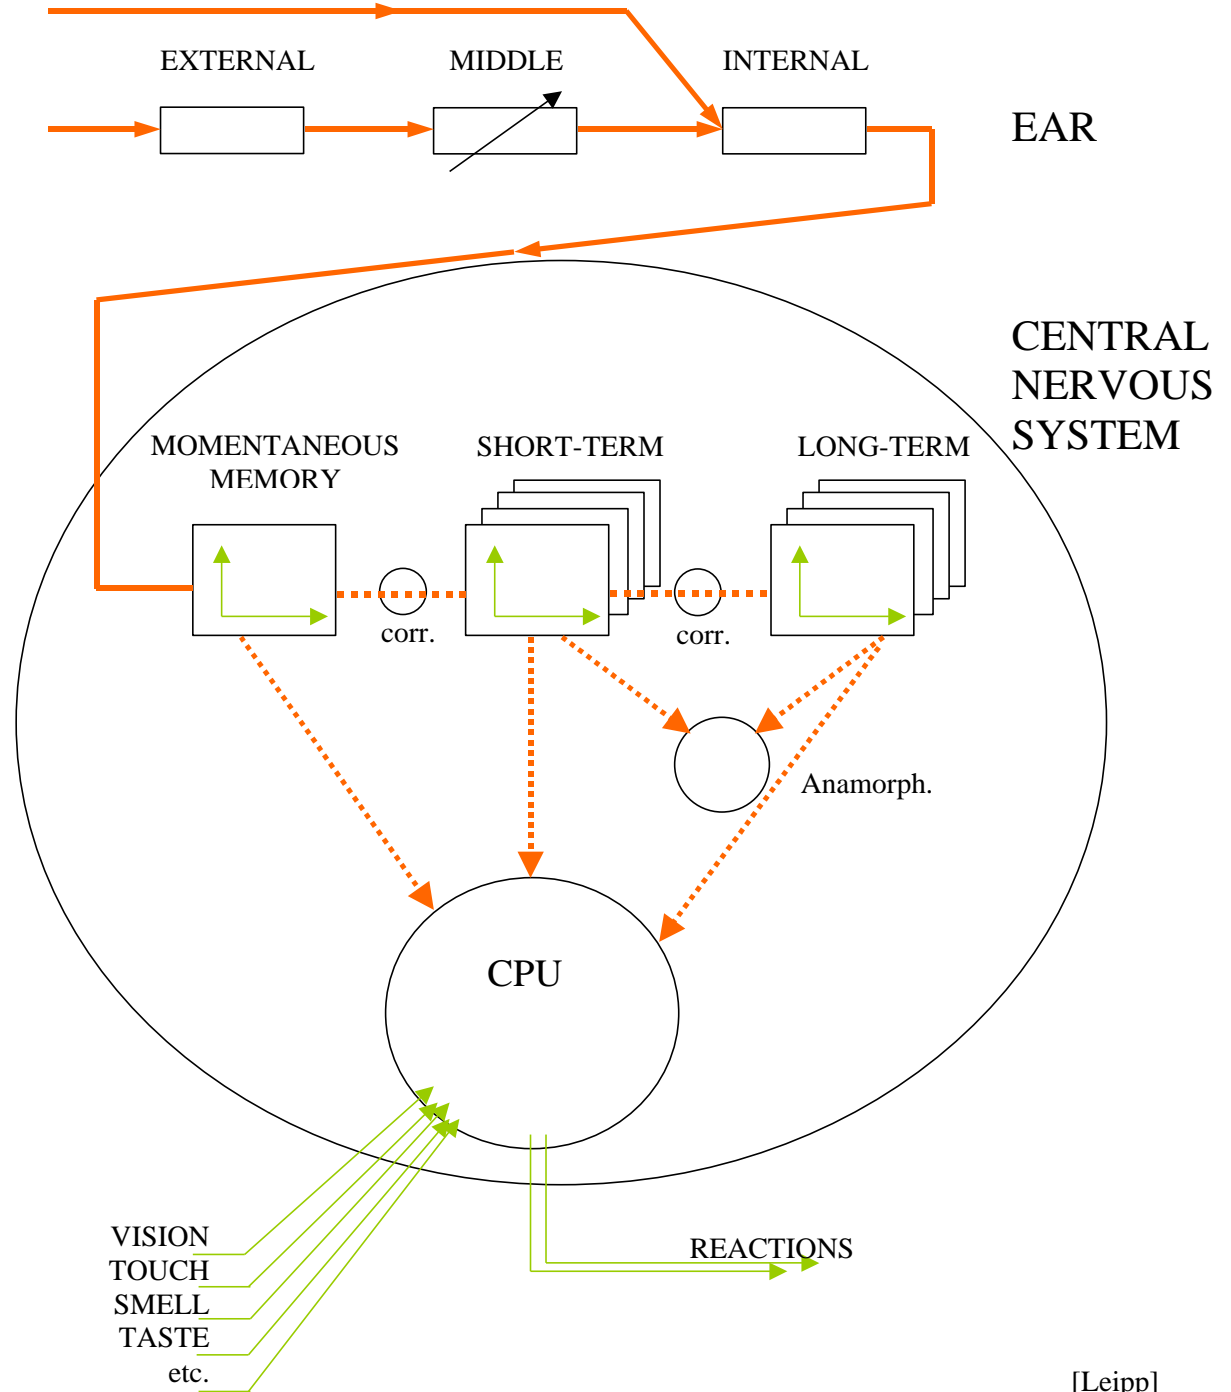 EXTERNAL MIDDLE INTERNAL
EAR
CENTRAL
NERVOUS
SYSTEM
MOMENTANEOUS
MEMORY
SHORT-TERM
LONG-TERM
corr.
corr.
Anamorph.
CPU
VISION
TOUCH
SMELL
TASTE
etc.
REACTIONS
[Leipp]